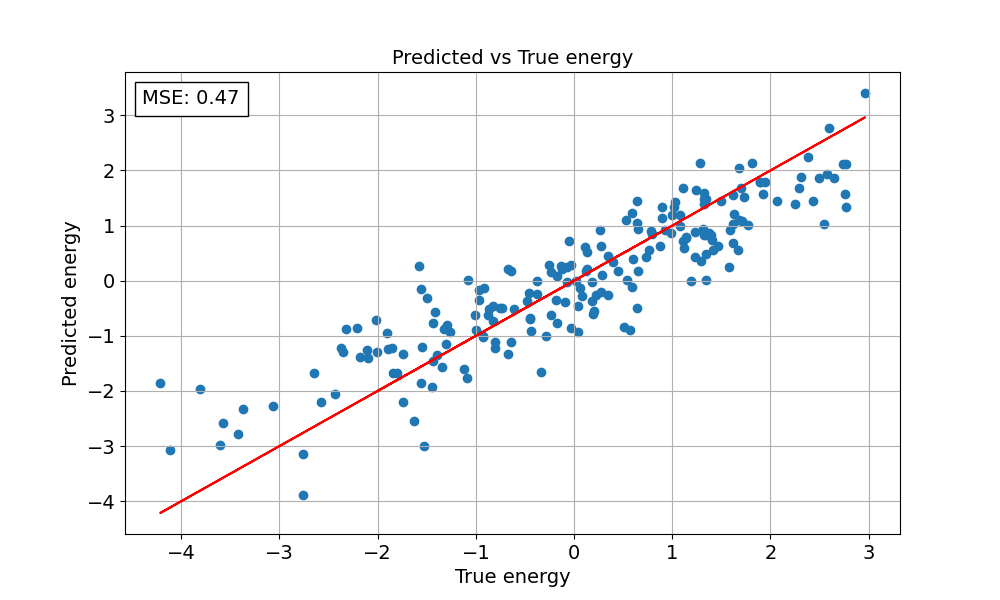 Predicted vs True energy
MSE: 0.47
Predicted energy
3
2
1
0
−1
−2
−3
−4
−4 −3 −2 −1 0 1 2 3
True energy